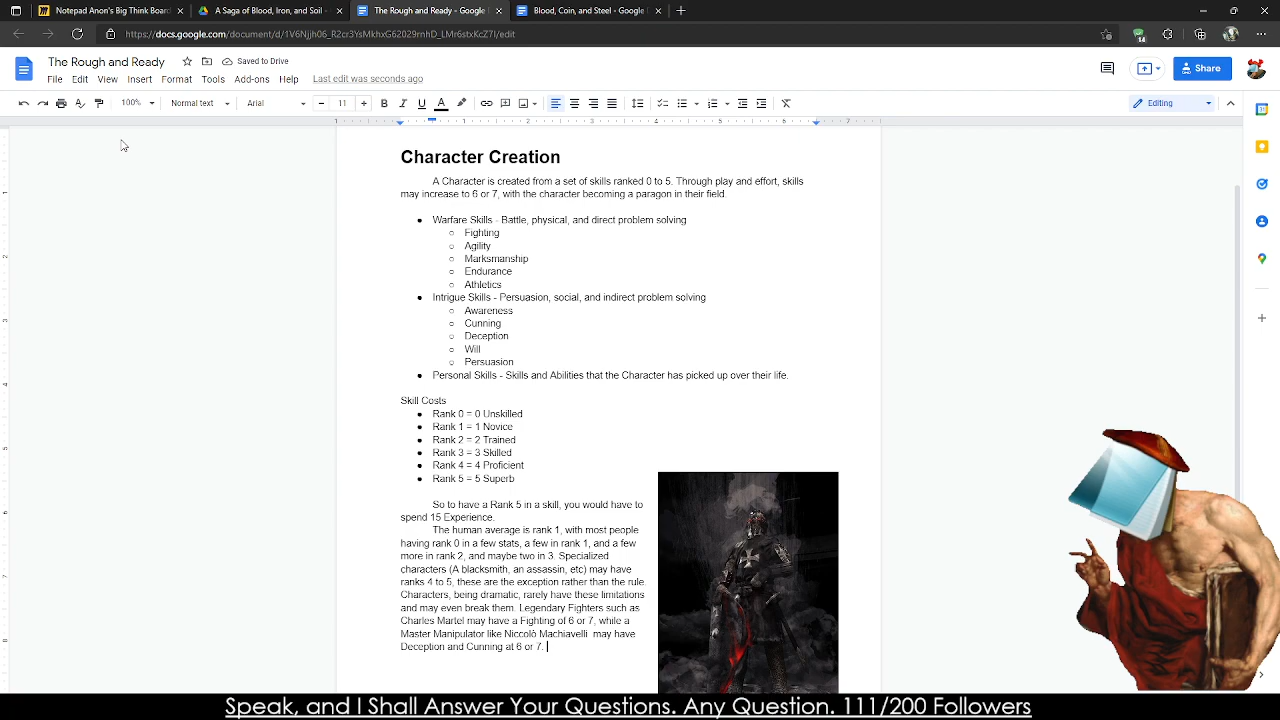 Notepad Anon's Big Think Board
A Saga of Blood, Iron, and Soil -
The Rough and Ready - Google
Blood, Coin, and Steel - Google
The Rough and Ready
Saved to Drive
File Edit View Insert Format Tools Add-ons Help Last edit was seconds ago
Share
100% Normal text Arial 11 Editing
Character Creation
A Character is created from a set of skills ranked 0 to 5. Through play and effort, skills
may increase to 6 or 7, with the character becoming a paragon in their field.
Warfare Skills - Battle, physical, and direct problem solving
Fighting
Agility
Marksmanship
Endurance
Athletics
Intrigue Skills - Persuasion, social, and indirect problem solving
Awareness
Cunning
Deception
Will
Persuasion
Personal Skills - Skills and Abilities that the Character has picked up over their life.
Skill Costs
Rank 0 = 0 Unskilled
Rank 1 = 1 Novice
Rank 2 = 2 Trained
Rank 3 = 3 Skilled
Rank 4 = 4 Proficient
Rank 5 = 5 Superb
So to have a Rank 5 in a skill, you would have to
spend 15 Experience.
The human average is rank 1, with most people
having rank 0 in a few stats, a few in rank 1, and a few
more in rank 2, and maybe two in 3. Specialized
characters (A blacksmith, an assassin, etc) may have
ranks 4 to 5, these are the exception rather than the rule.
Characters, being dramatic, rarely have these limitations
and may even break them. Legendary Fighters such as
Charles Martel may have a Fighting of 6 or 7, while a
Master Manipulator like Niccolò Machiavelli may have
Deception and Cunning at 6 or 7.
Speak, and I Shall Answer Your Questions. Any Question. 111/200 Followers